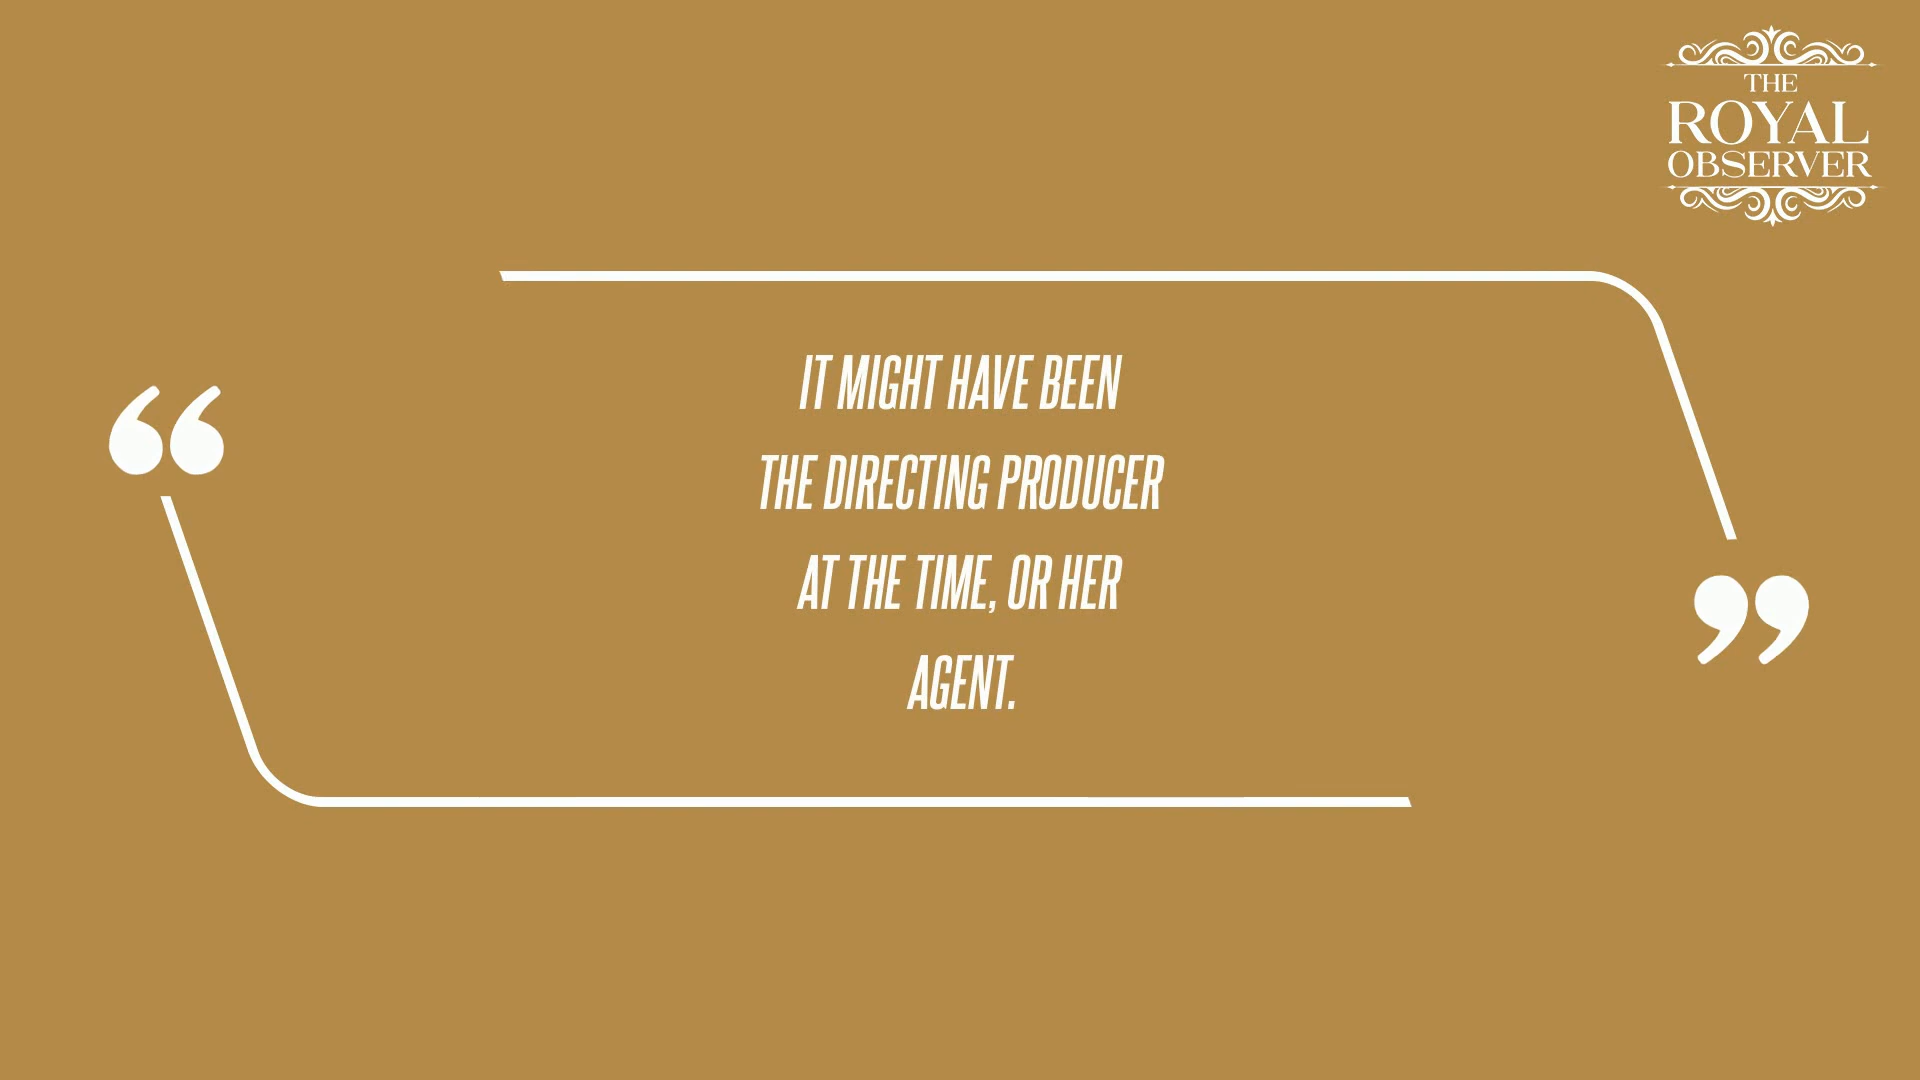 THE
ROYAL
OBSERVER
“
IT MIGHT HAVE BEEN
THE DIRECTING PRODUCER
AT THE TIME, OR HER
AGENT.
”